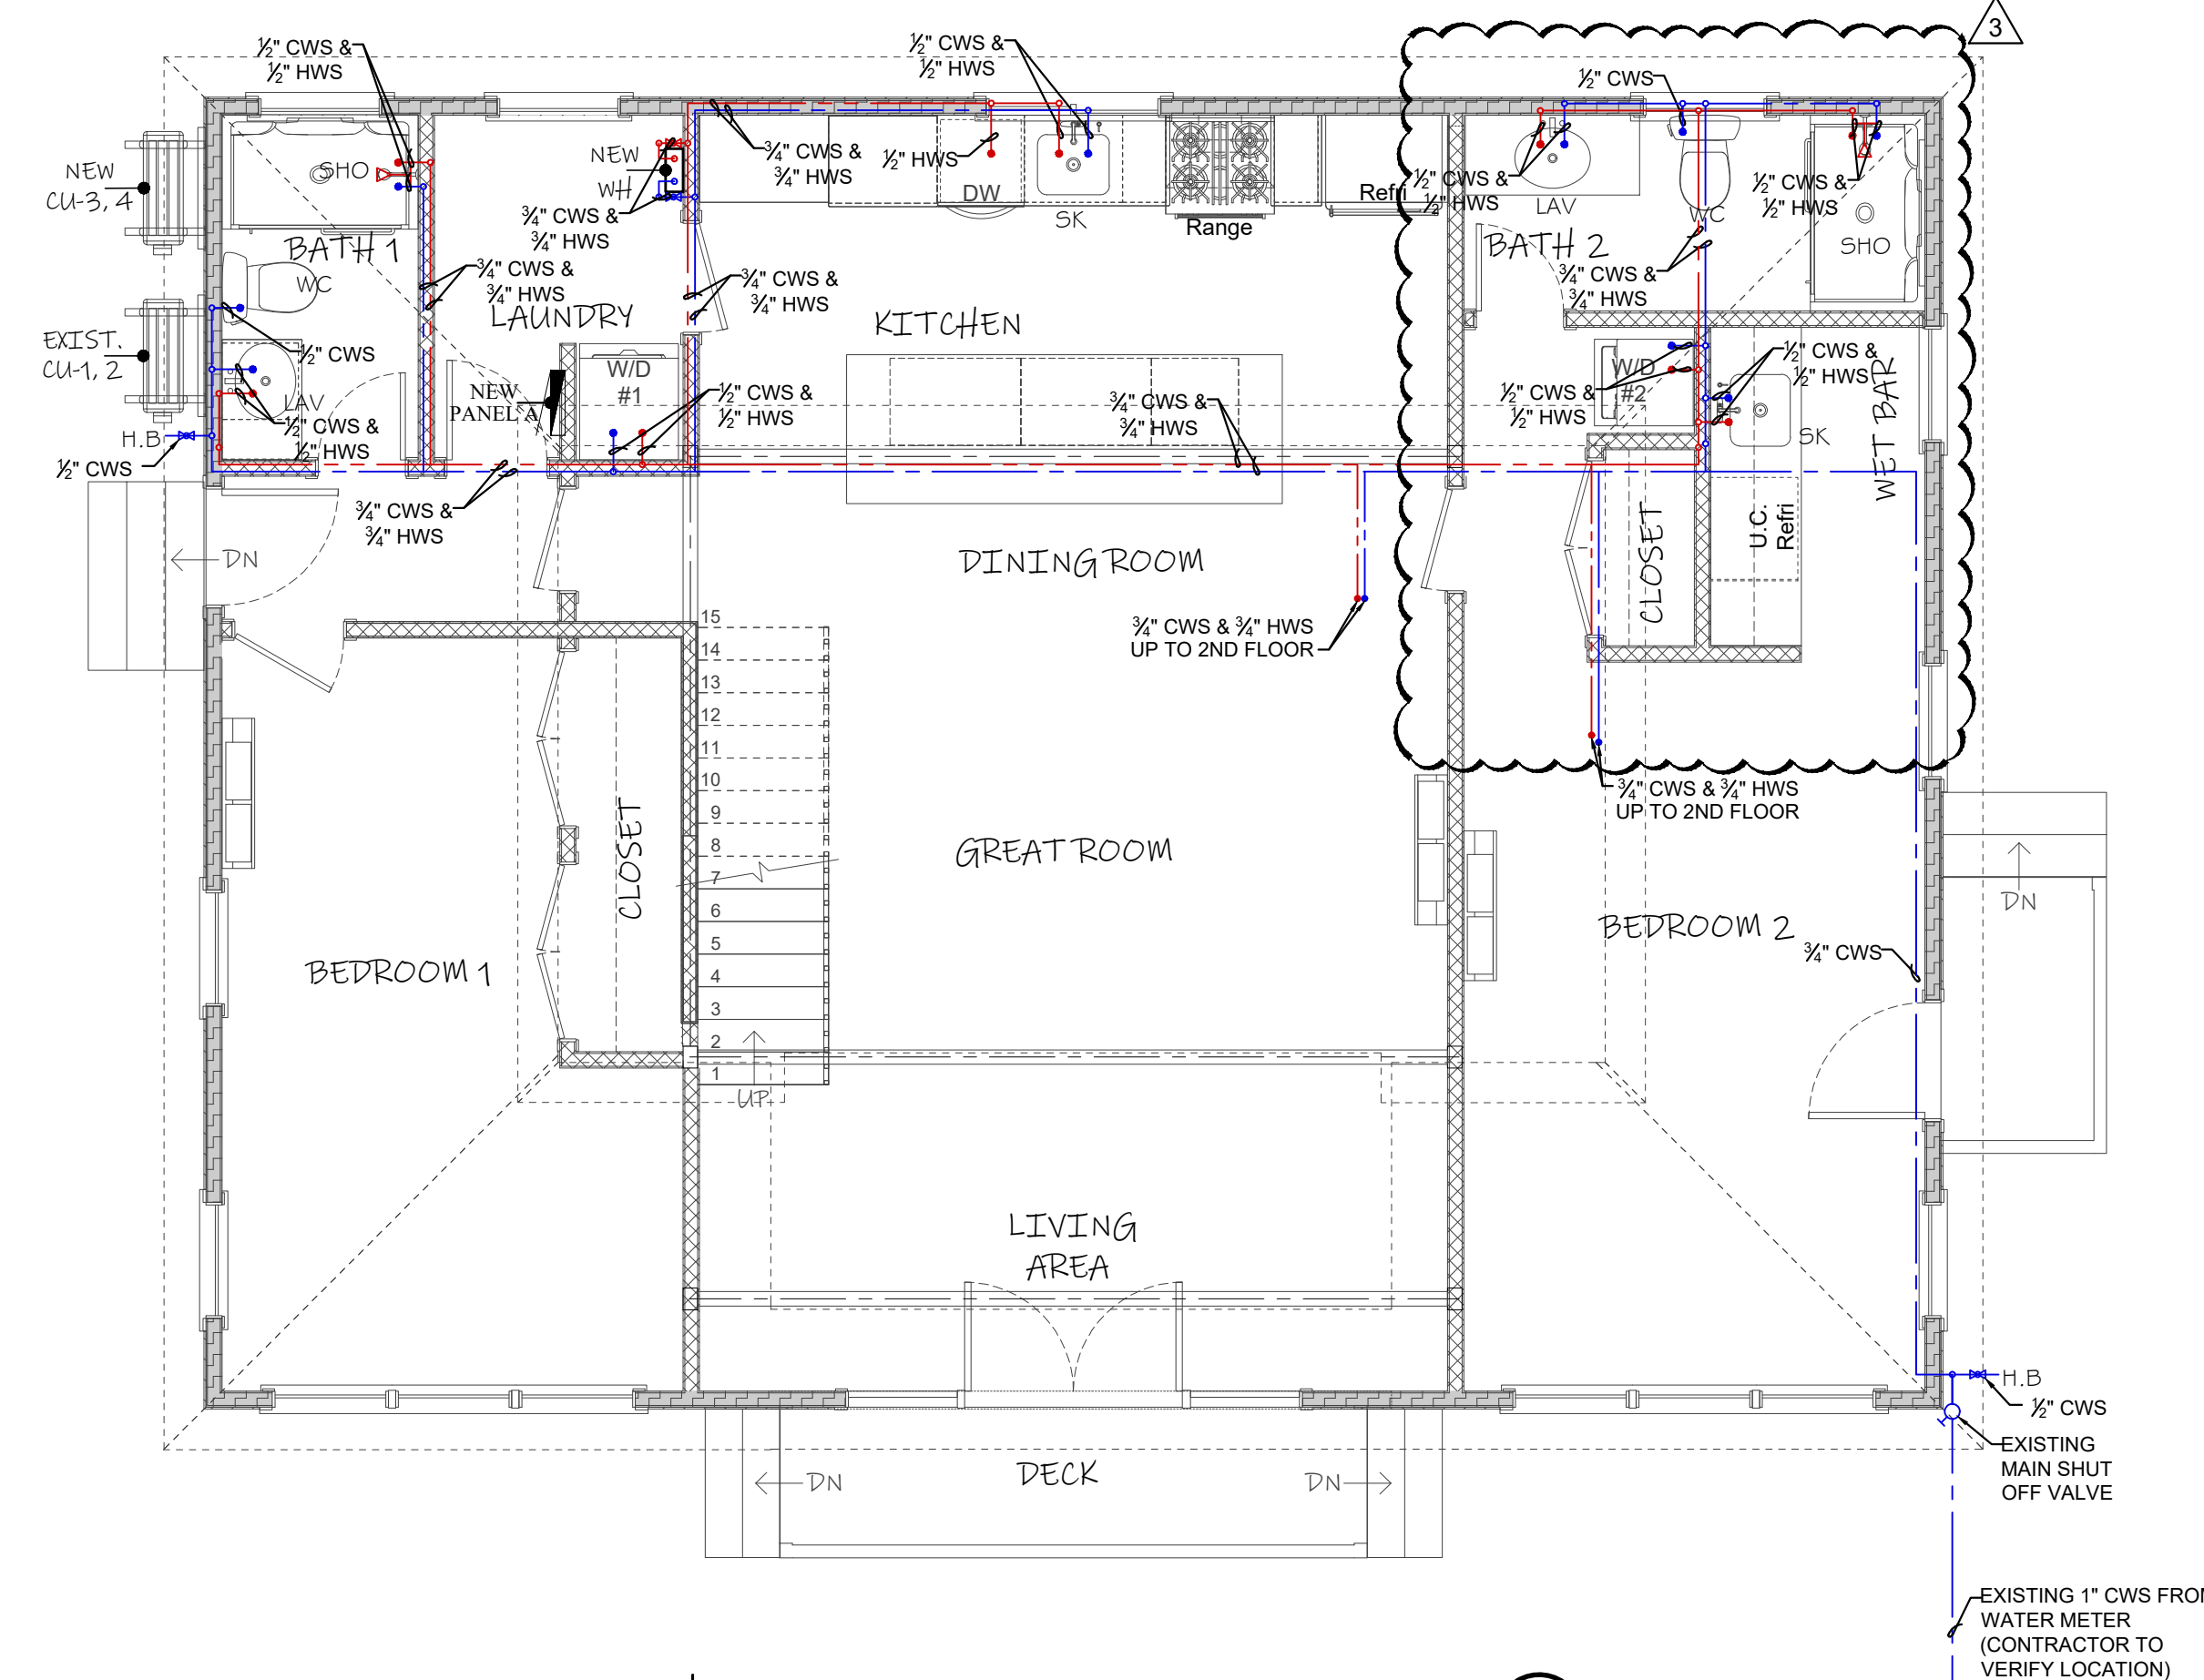 3
½" CWS &
½" HWS
½" CWS &
½" HWS
½" CWS
NEW
CU-3, 4
SHO
NEW
WH
¾" CWS &
¾" HWS
¾" CWS &
¾" HWS
½" HWS
DW
SK
Range
Refri
½" CWS &
½" HWS
LAV
WC
½" CWS &
½" HWS
SHO
BATH 1
WC
¾" CWS &
¾" HWS
LAUNDRY
¾" CWS &
¾" HWS
KITCHEN
BATH 2
¾" CWS &
¾" HWS
EXIST.
CU-1, 2
½" CWS
LAV
½" CWS &
½" HWS
H.B
½" CWS
NEW
PANEL A
W/D
#1
½" CWS &
½" HWS
¾" CWS &
¾" HWS
W/D
#2
½" CWS &
½" HWS
½" CWS &
½" HWS
SK
WET BAR
¾" CWS &
¾" HWS
DN
DINING ROOM
CLOSET
U.C.
Refri
¾" CWS & ¾" HWS
UP TO 2ND FLOOR
15
14
13
12
11
10
9
8
7
6
5
4
3
2
1
UP
CLOSET
¾" CWS & ¾" HWS
UP TO 2ND FLOOR
GREAT ROOM
BEDROOM 1
BEDROOM 2
¾" CWS
DN
LIVING
AREA
H.B
½" CWS
EXISTING
MAIN SHUT
OFF VALVE
DN
DECK
DN
EXISTING 1" CWS
WATER METER
(CONTRACTOR TO
VERIFY LOCATION)